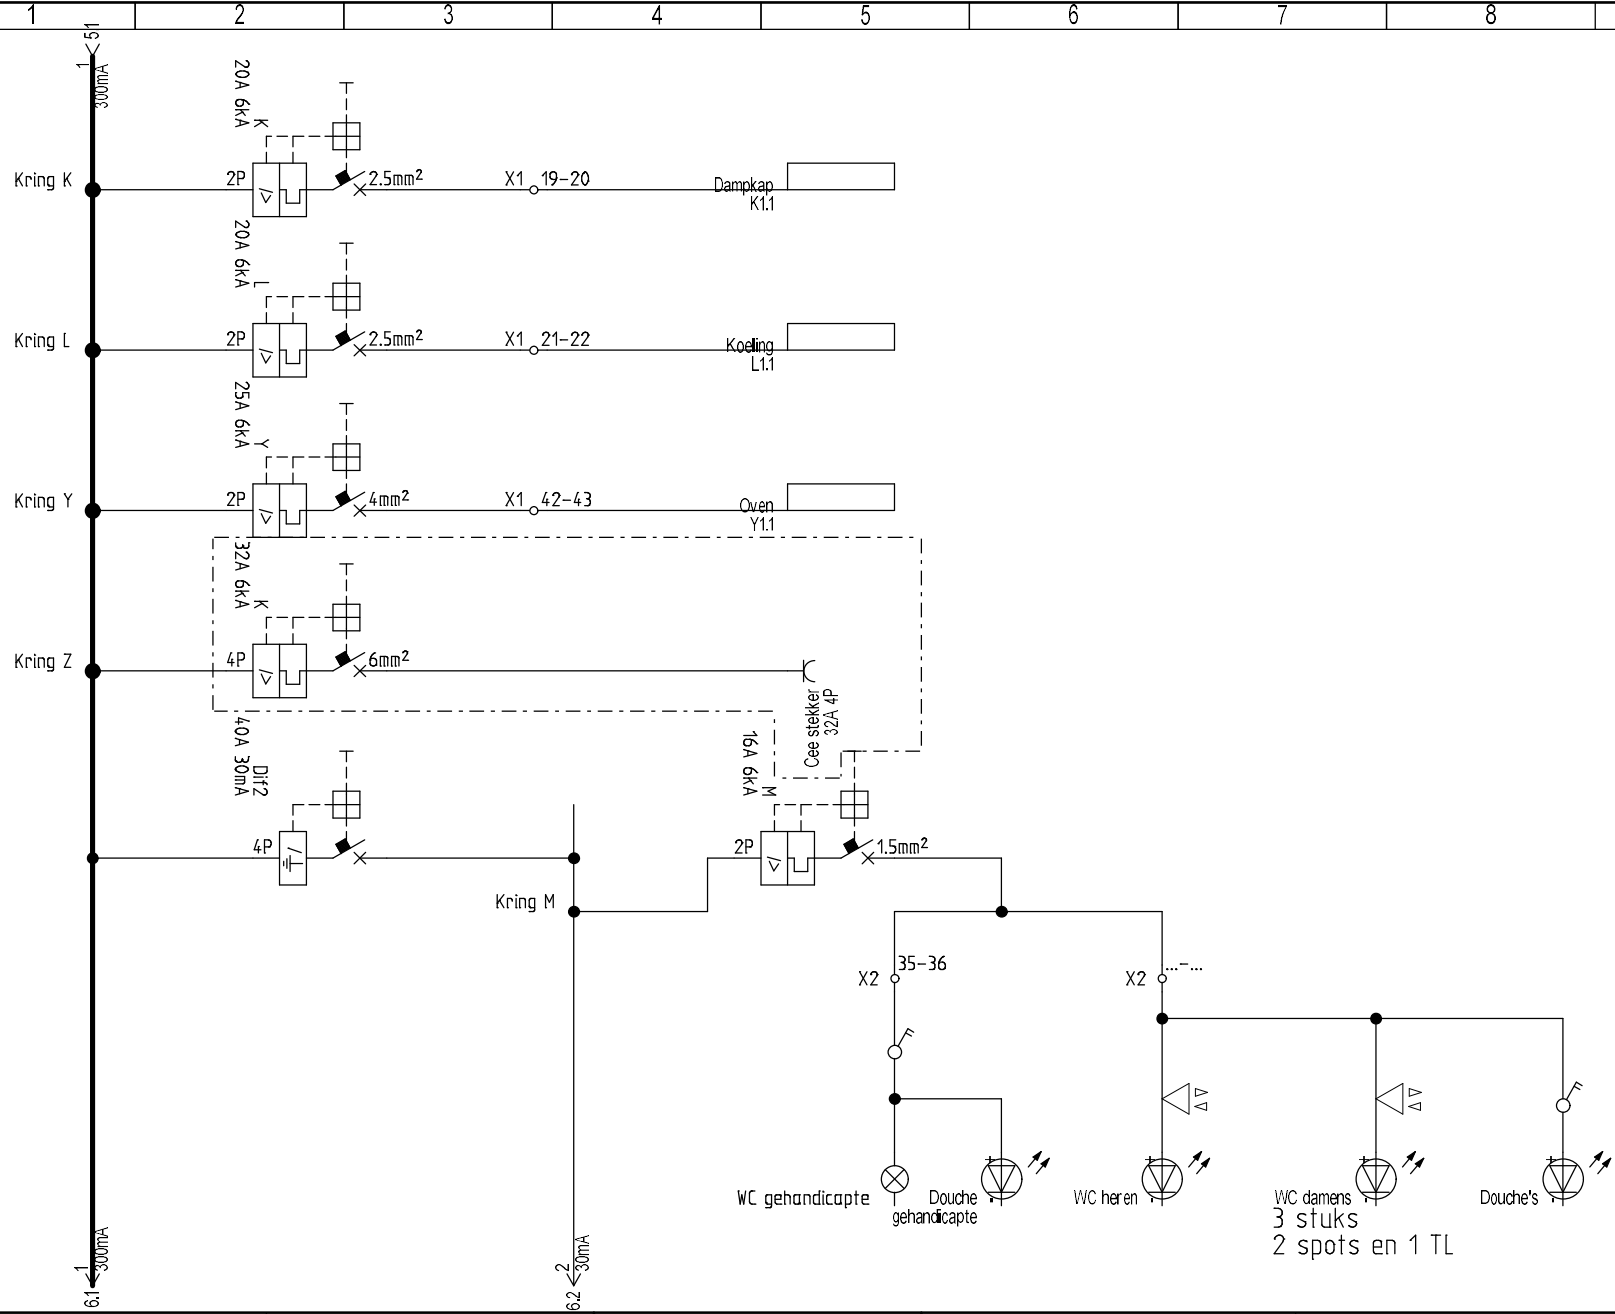 1 2 3 4 5 6 7 8
5.1
1
300mA
20A 6kA
K
Kring K
2P
2.5mm²
X1 19-20
Dampkap
K1.1
20A 6kA
L
Kring L
2P
2.5mm²
X1 21-22
Koeling
L1.1
25A 6kA
Y
Kring Y
2P
4mm²
X1 42-43
Oven
Y1.1
32A 6kA
K
Kring Z
4P
6mm²
Cee stekker
32A 4P
40A 30mA
Dif2
4P
16A 6kA
M
2P
1.5mm²
Kring M
35-36
X2
...-...
X2
WC gehandicapte
Douche
gehandicapte
WC heren
WC damens
3 stuks
2 spots en 1 TL
Douche's
1
300mA
6.1
2
30mA
6.2